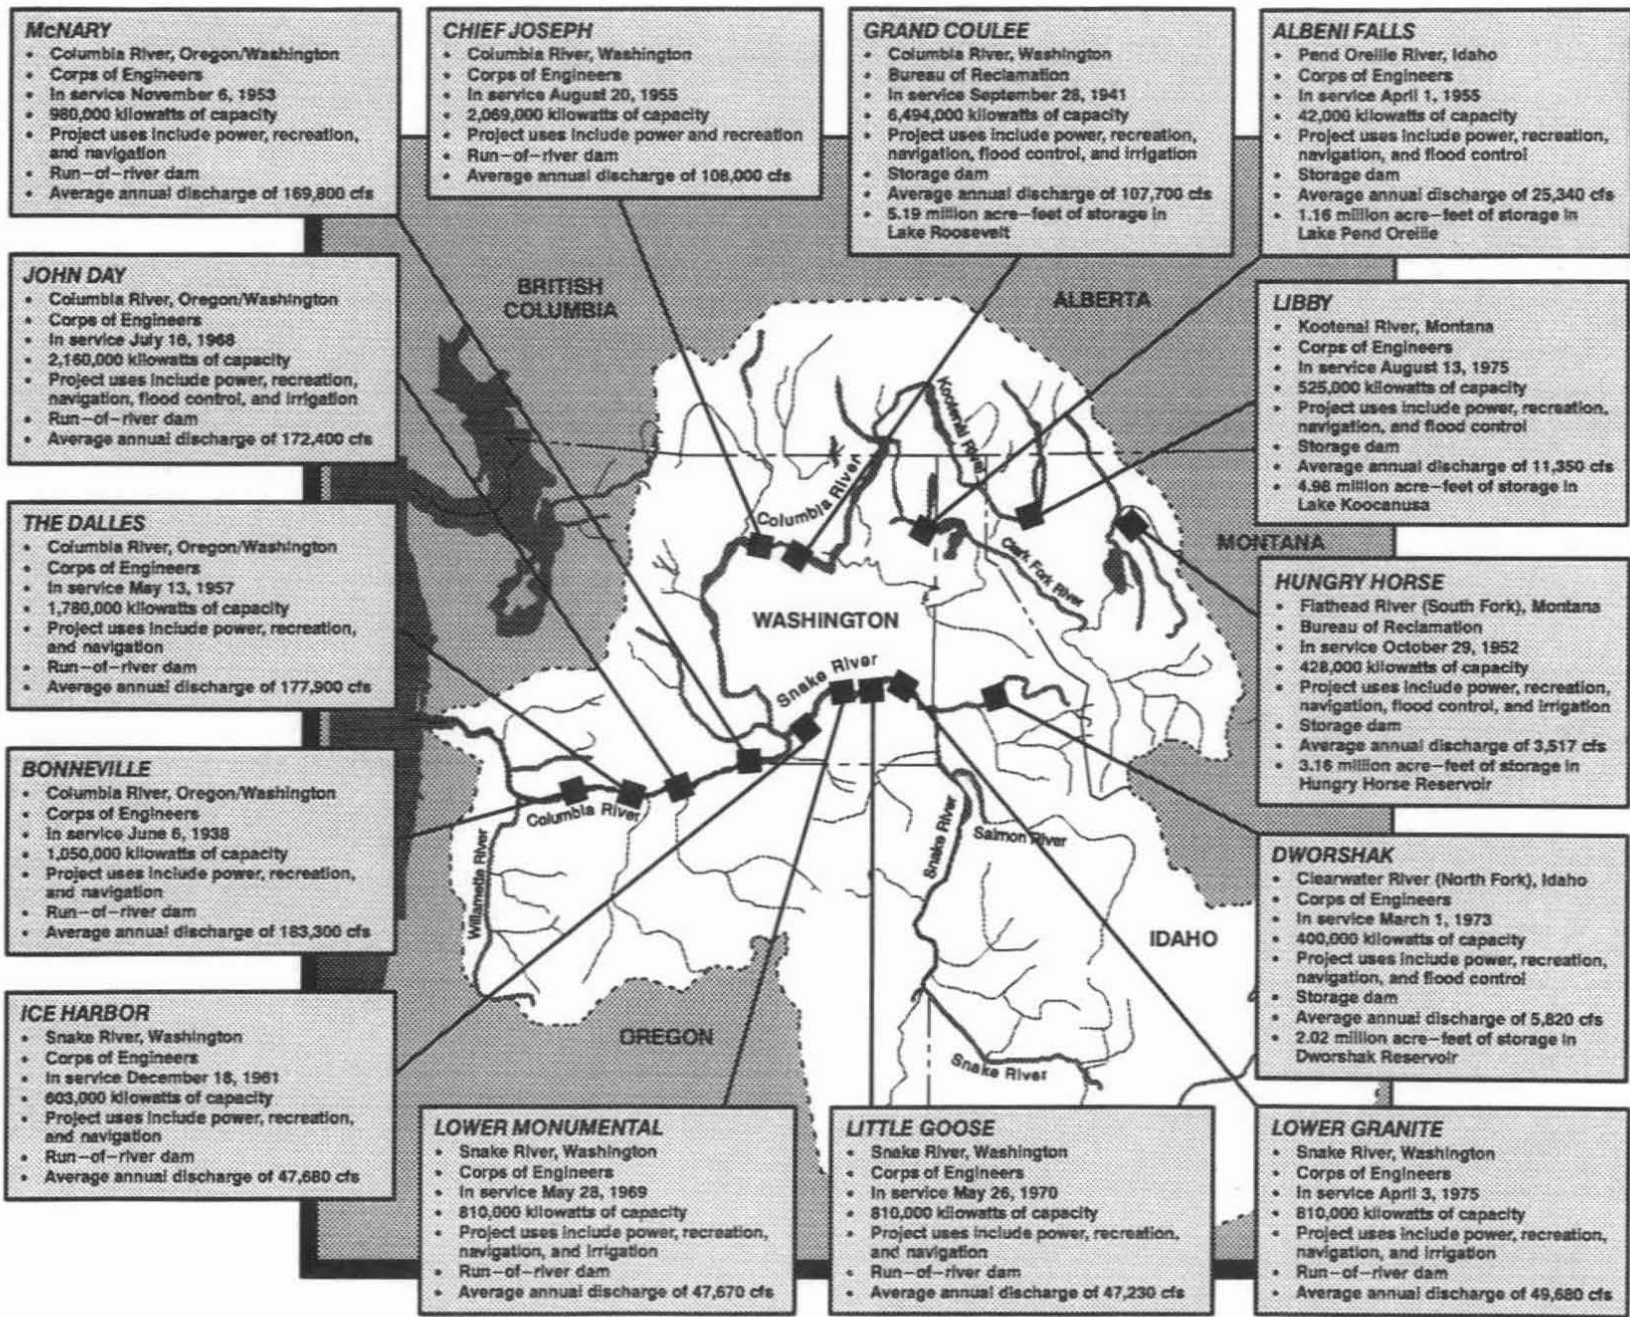 McNARY
• Columbia River, Oregon/Washington
• Corps of Engineers
• In service November 6, 1953
• 980,000 kilowatts of capacity
• Project uses include power, recreation,
and navigation
• Run-of-river dam
• Average annual discharge of 169,800 cfs
CHIEF JOSEPH
• Columbia River, Washington
• Corps of Engineers
• In service August 20, 1955
• 2,069,000 kilowatts of capacity
• Project uses include power and recreation
• Run-of-river dam
• Average annual discharge of 108,000 cfs
GRAND COULEE
• Columbia River, Washington
• Bureau of Reclamation
• In service September 28, 1941
• 6,494,000 kilowatts of capacity
• Project uses include power, recreation,
navigation, flood control, and irrigation
• Storage dam
• Average annual discharge of 107,700 cfs
• 5.19 million acre-feet of storage in
Lake Roosevelt
ALBENI FALLS
• Pend Oreille River, Idaho
• Corps of Engineers
• In service April 1, 1955
• 42,000 kilowatts of capacity
• Project uses include power, recreation,
navigation, and flood control
• Storage dam
• Average annual discharge of 25,340 cfs
• 1.16 million acre-feet of storage in
Lake Pend Oreille
JOHN DAY
• Columbia River, Oregon/Washington
• Corps of Engineers
• In service July 16, 1968
• 2,160,000 kilowatts of capacity
• Project uses include power, recreation,
navigation, flood control, and irrigation
• Run-of-river dam
• Average annual discharge of 172,400 cfs
LIBBY
• Kootenai River, Montana
• Corps of Engineers
• In service August 13, 1975
• 525,000 kilowatts of capacity
• Project uses include power, recreation,
navigation, and flood control
• Storage dam
• Average annual discharge of 11,350 cfs
• 4.98 million acre-feet of storage in
Lake Koocanusa
THE DALLES
• Columbia River, Oregon/Washington
• Corps of Engineers
• In service May 13, 1957
• 1,780,000 kilowatts of capacity
• Project uses include power, recreation,
and navigation
• Run-of-river dam
• Average annual discharge of 177,900 cfs
HUNGRY HORSE
• Flathead River (South Fork), Montana
• Bureau of Reclamation
• In service October 29, 1952
• 428,000 kilowatts of capacity
• Project uses include power, recreation,
navigation, flood control, and irrigation
• Storage dam
• Average annual discharge of 3,517 cfs
• 3.16 million acre-feet of storage in
Hungry Horse Reservoir
BONNEVILLE
• Columbia River, Oregon/Washington
• Corps of Engineers
• In service June 6, 1938
• 1,050,000 kilowatts of capacity
• Project uses include power, recreation,
and navigation
• Run-of-river dam
• Average annual discharge of 183,300 cfs
DWORSHAK
• Clearwater River (North Fork), Idaho
• Corps of Engineers
• In service March 1, 1973
• 400,000 kilowatts of capacity
• Project uses include power, recreation,
navigation, and flood control
• Storage dam
• Average annual discharge of 5,820 cfs
• 2.02 million acre-feet of storage in
Dworshak Reservoir
ICE HARBOR
• Snake River, Washington
• Corps of Engineers
• In service December 18, 1961
• 603,000 kilowatts of capacity
• Project uses include power, recreation,
and navigation
• Run-of-river dam
• Average annual discharge of 47,680 cfs
LOWER MONUMENTAL
• Snake River, Washington
• Corps of Engineers
• In service May 28, 1969
• 810,000 kilowatts of capacity
• Project uses include power, recreation,
navigation, and irrigation
• Run-of-river dam
• Average annual discharge of 47,670 cfs
LITTLE GOOSE
• Snake River, Washington
• Corps of Engineers
• In service May 26, 1970
• 810,000 kilowatts of capacity
• Project uses include power, recreation,
and navigation
• Run-of-river dam
• Average annual discharge of 47,230 cfs
LOWER GRANITE
• Snake River, Washington
• Corps of Engineers
• In service April 3, 1975
• 810,000 kilowatts of capacity
• Project uses include power, recreation,
navigation, and irrigation
• Run-of-river dam
• Average annual discharge of 49,680 cfs
BRITISH
COLUMBIA
ALBERTA
Kootenai River
Columbia River
MONTANA
Clark Fork River
WASHINGTON
Snake River
Columbia River
Willamette River
Snake River
Salmon River
IDAHO
OREGON
Snake River